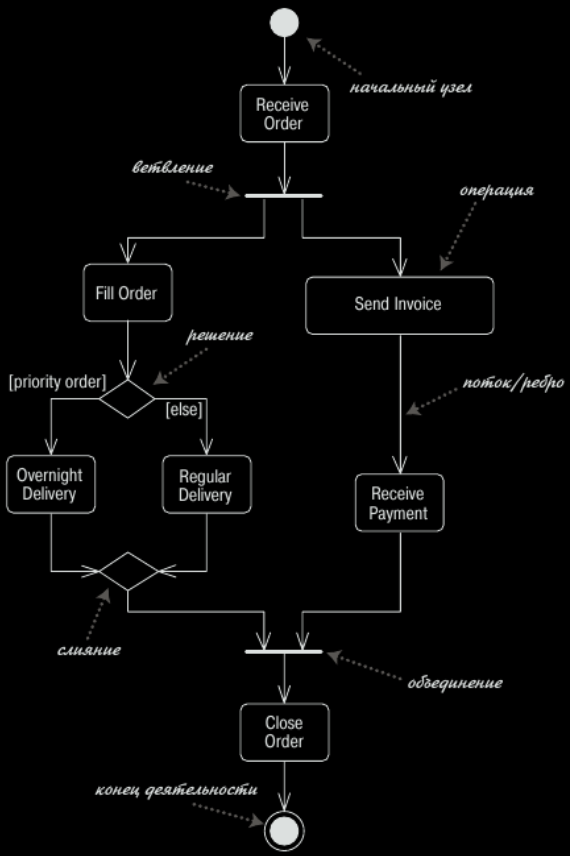 начальный узел
Receive
Order
ветвление
операция
Fill Order
Send Invoice
решение
[priority order]
поток/ребро
[else]
Overnight
Delivery
Regular
Delivery
Receive
Payment
слияние
объединение
Close
Order
конец деятельности